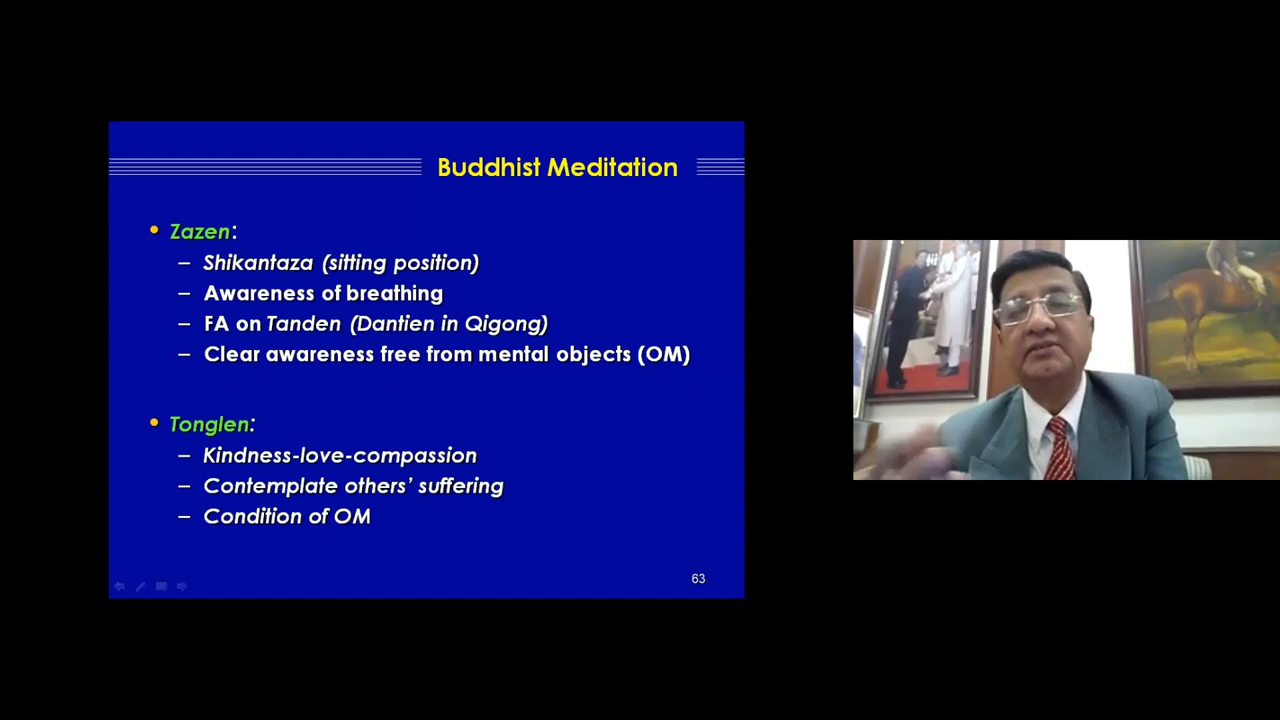 Buddhist Meditation
• Zazen:
– Shikantaza (sitting position)
– Awareness of breathing
– FA on Tanden (Dantien in Qigong)
– Clear awareness free from mental objects (OM)
• Tonglen:
– Kindness-love-compassion
– Contemplate others’ suffering
– Condition of OM
63